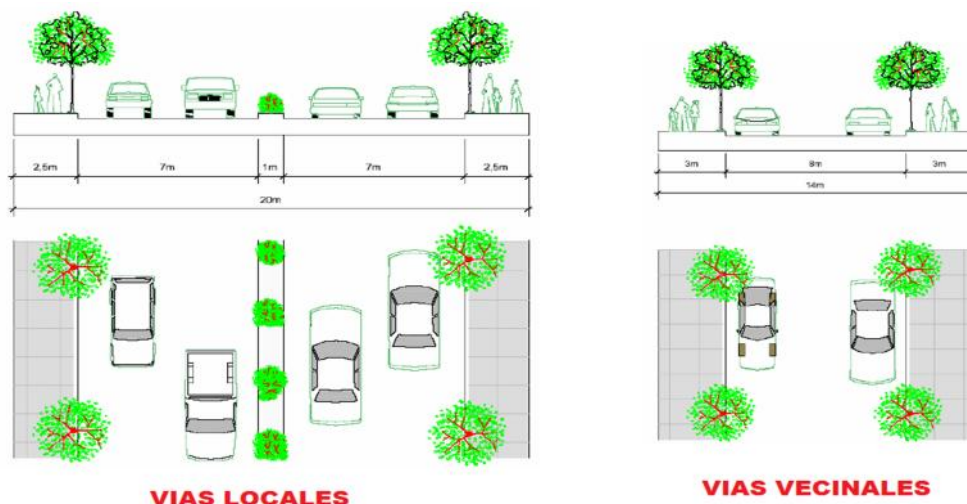 2,5m 7m 1m 7m 2,5m
20m
VIAS LOCALES
3m 8m 3m
14m
VIAS VECINALES